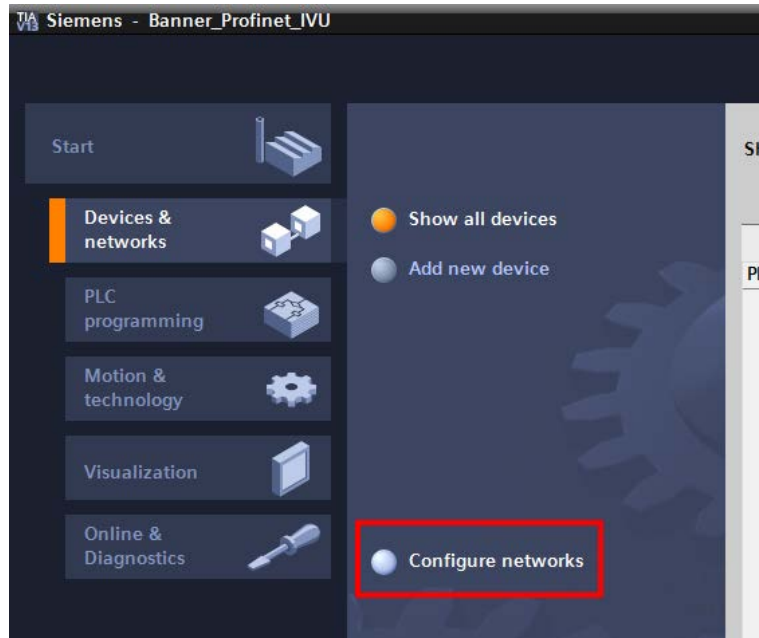 TIA V13 Siemens - Banner_Profinet_IVU
Start
Devices &
networks
PLC
programming
Motion &
technology
Visualization
Online &
Diagnostics
Show all devices
Add new device
Configure networks